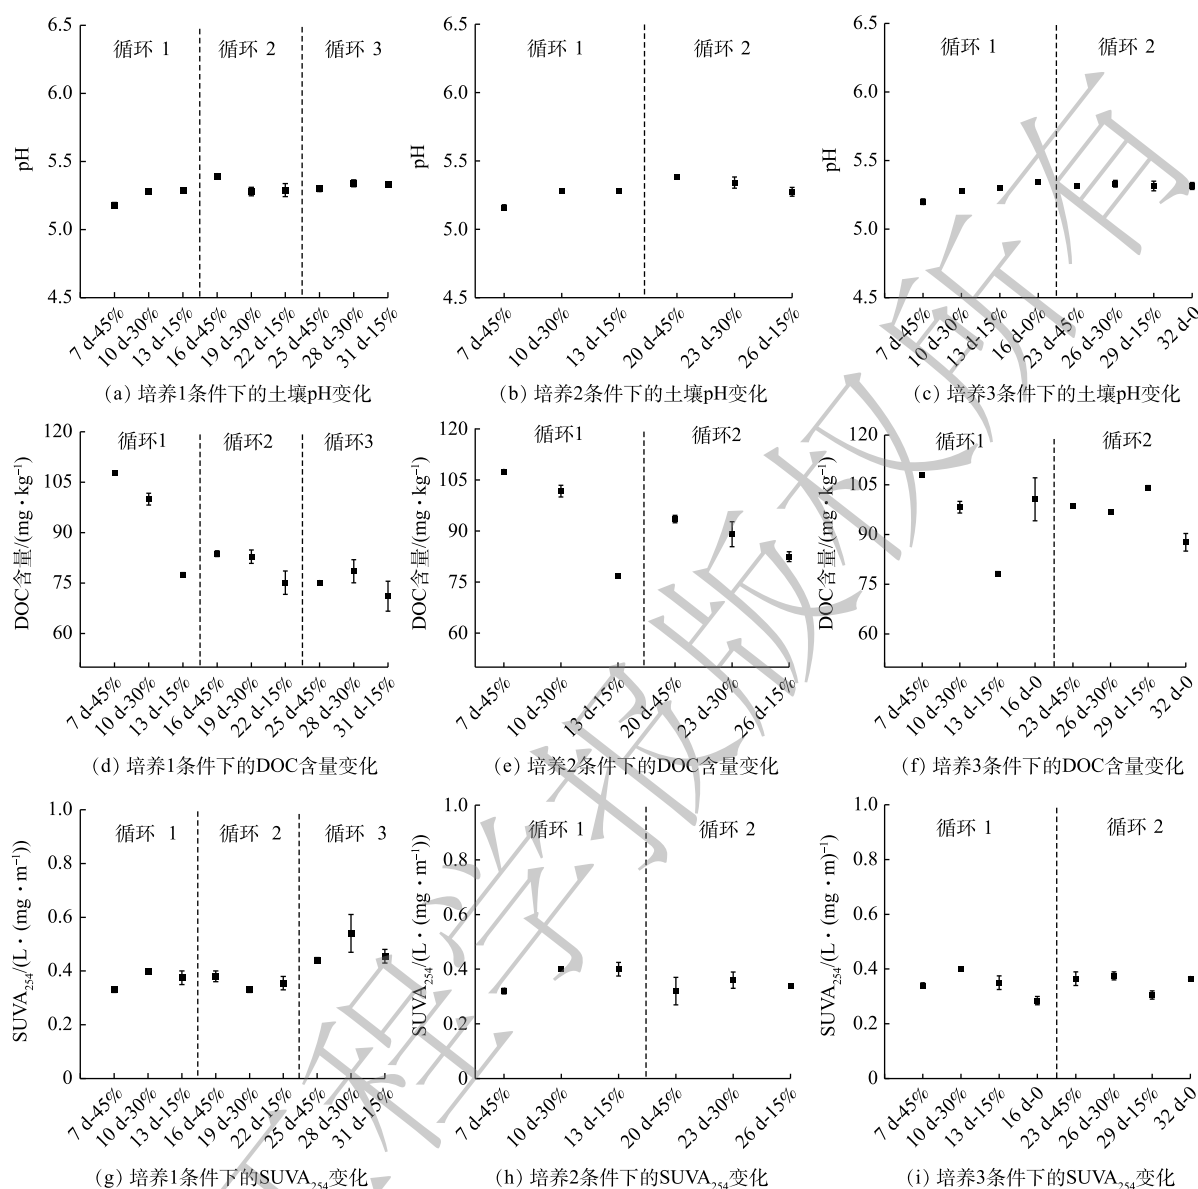 循环 1 循环 2 循环 3
pH
6.5
6.0
5.5
5.0
4.5
7 d-45% 10 d-30% 13 d-15% 16 d-45% 19 d-30% 22 d-15% 25 d-45% 28 d-30% 31 d-15%
(a) 培养1条件下的土壤pH变化
循环 1 循环 2
pH
6.5
6.0
5.5
5.0
4.5
7 d-45% 10 d-30% 13 d-15% 20 d-45% 23 d-30% 26 d-15%
(b) 培养2条件下的土壤pH变化
循环 1 循环 2
pH
6.5
6.0
5.5
5.0
4.5
7 d-45% 10 d-30% 13 d-15% 16 d-0% 23 d-45% 26 d-30% 29 d-15% 32 d-0
(c) 培养3条件下的土壤pH变化
循环1 循环2 循环3
DOC含量/(mg·kg⁻¹)
120
105
90
75
60
7 d-45% 10 d-30% 13 d-15% 16 d-45% 19 d-30% 22 d-15% 25 d-45% 28 d-30% 31 d-15%
(d) 培养1条件下的DOC含量变化
循环1 循环2
DOC含量/(mg·kg⁻¹)
120
105
90
75
60
7 d-45% 10 d-30% 13 d-15% 20 d-45% 23 d-30% 26 d-15%
(e) 培养2条件下的DOC含量变化
循环1 循环2
DOC含量/(mg·kg⁻¹)
120
105
90
75
60
7 d-45% 10 d-30% 13 d-15% 16 d-0 23 d-45% 26 d-30% 29 d-15% 32 d-0
(f) 培养3条件下的DOC含量变化
循环 1 循环 2 循环 3
SUVA₂₅₄/(L·(mg·m⁻¹))
1.0
0.8
0.6
0.4
0.2
0
7 d-45% 10 d-30% 13 d-15% 16 d-45% 19 d-30% 22 d-15% 25 d-45% 28 d-30% 31 d-15%
(g) 培养1条件下的SUVA₂₅₄变化
循环 1 循环 2
SUVA₂₅₄/(L·(mg·m⁻¹))
1.0
0.8
0.6
0.4
0.2
0
7 d-45% 10 d-30% 13 d-15% 20 d-45% 23 d-30% 26 d-15%
(h) 培养2条件下的SUVA₂₅₄变化
循环 1 循环 2
SUVA₂₅₄/(L·(mg·m)⁻¹)
1.0
0.8
0.6
0.4
0.2
0
7 d-45% 10 d-30% 13 d-15% 16 d-0 23 d-45% 26 d-30% 29 d-15% 32 d-0
(i) 培养3条件下的SUVA₂₅₄变化
工程学报版权所有